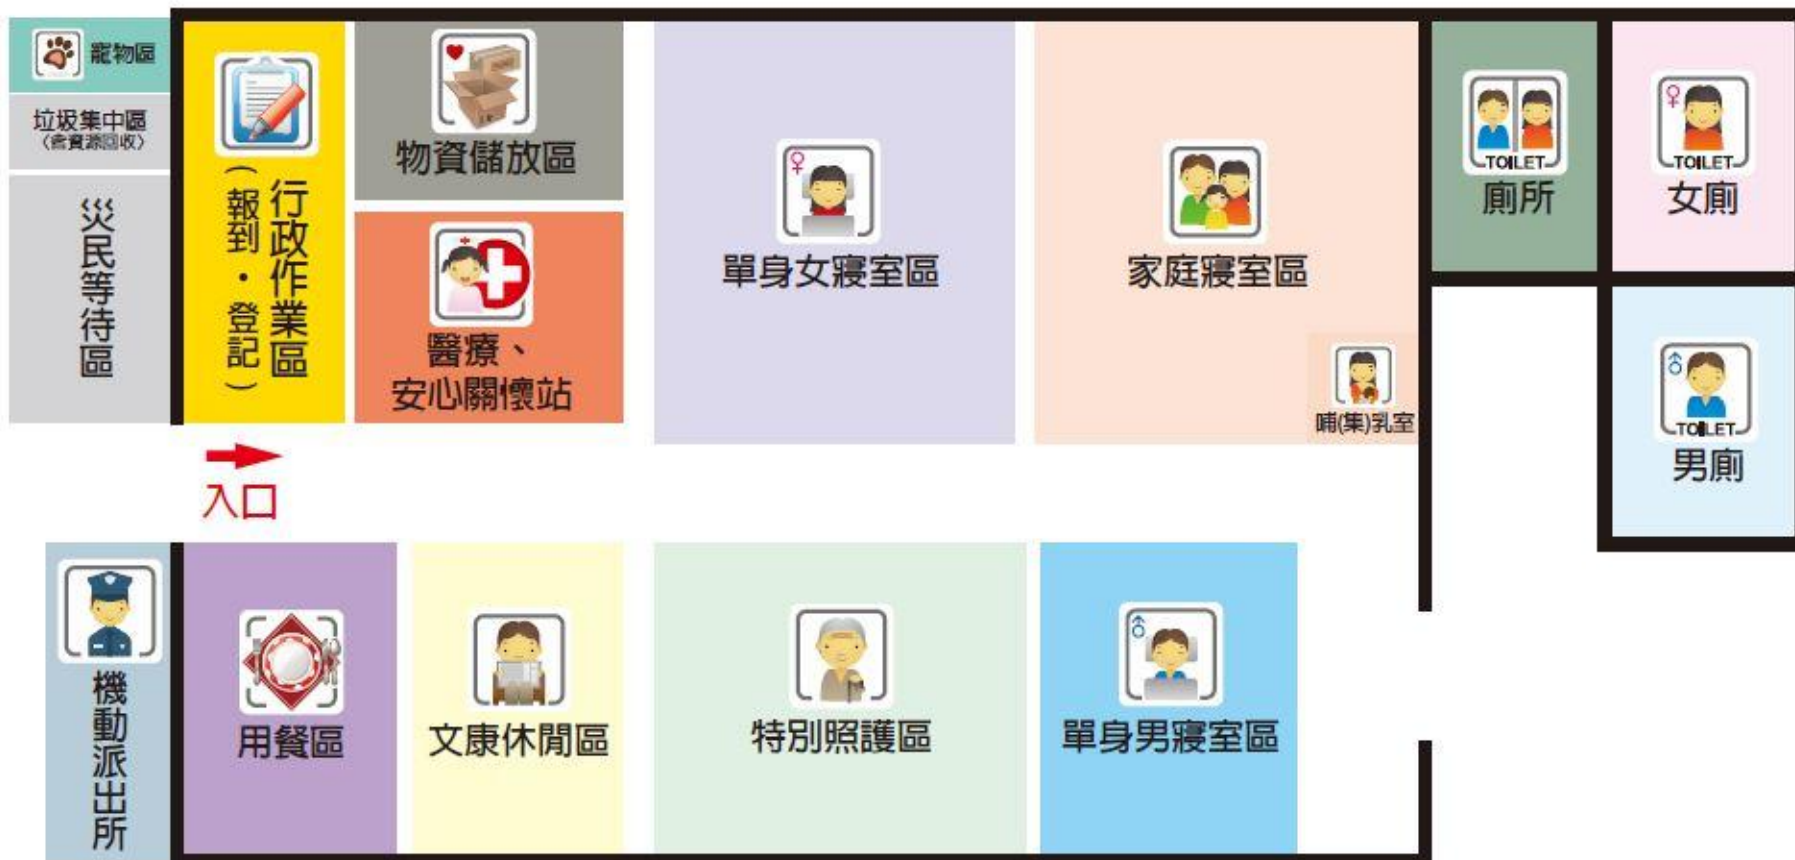 寵物區
垃圾集中區
(含資源回收)
災民等待區
行政作業區
(報到・登記)
物資儲放區
醫療、
安心關懷站
單身女寢室區
家庭寢室區
哺(集)乳室
TOILET
廁所
TOILET
女廁
TOILET
男廁
入口
機動派出所
用餐區
文康休閒區
特別照護區
單身男寢室區